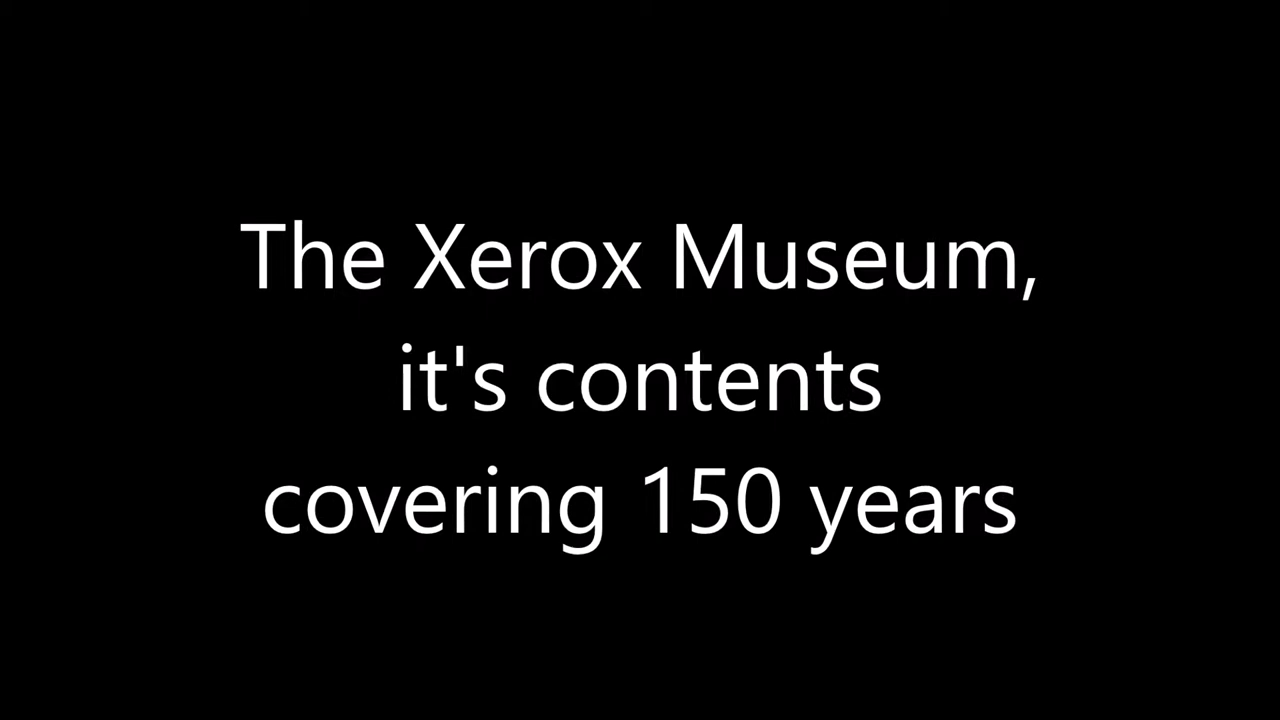 The Xerox Museum,
it's contents
covering 150 years